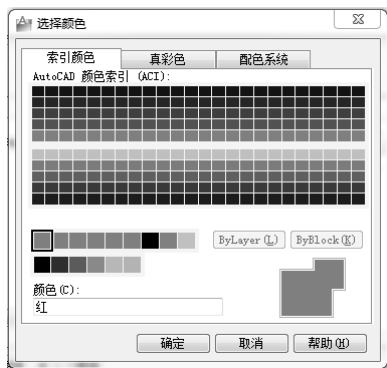 选择颜色
索引颜色 真彩色 配色系统
AutoCAD 颜色索引 (ACI):
ByLayer(L) ByBlock(K)
颜色(C):
红
确定 取消 帮助(H)